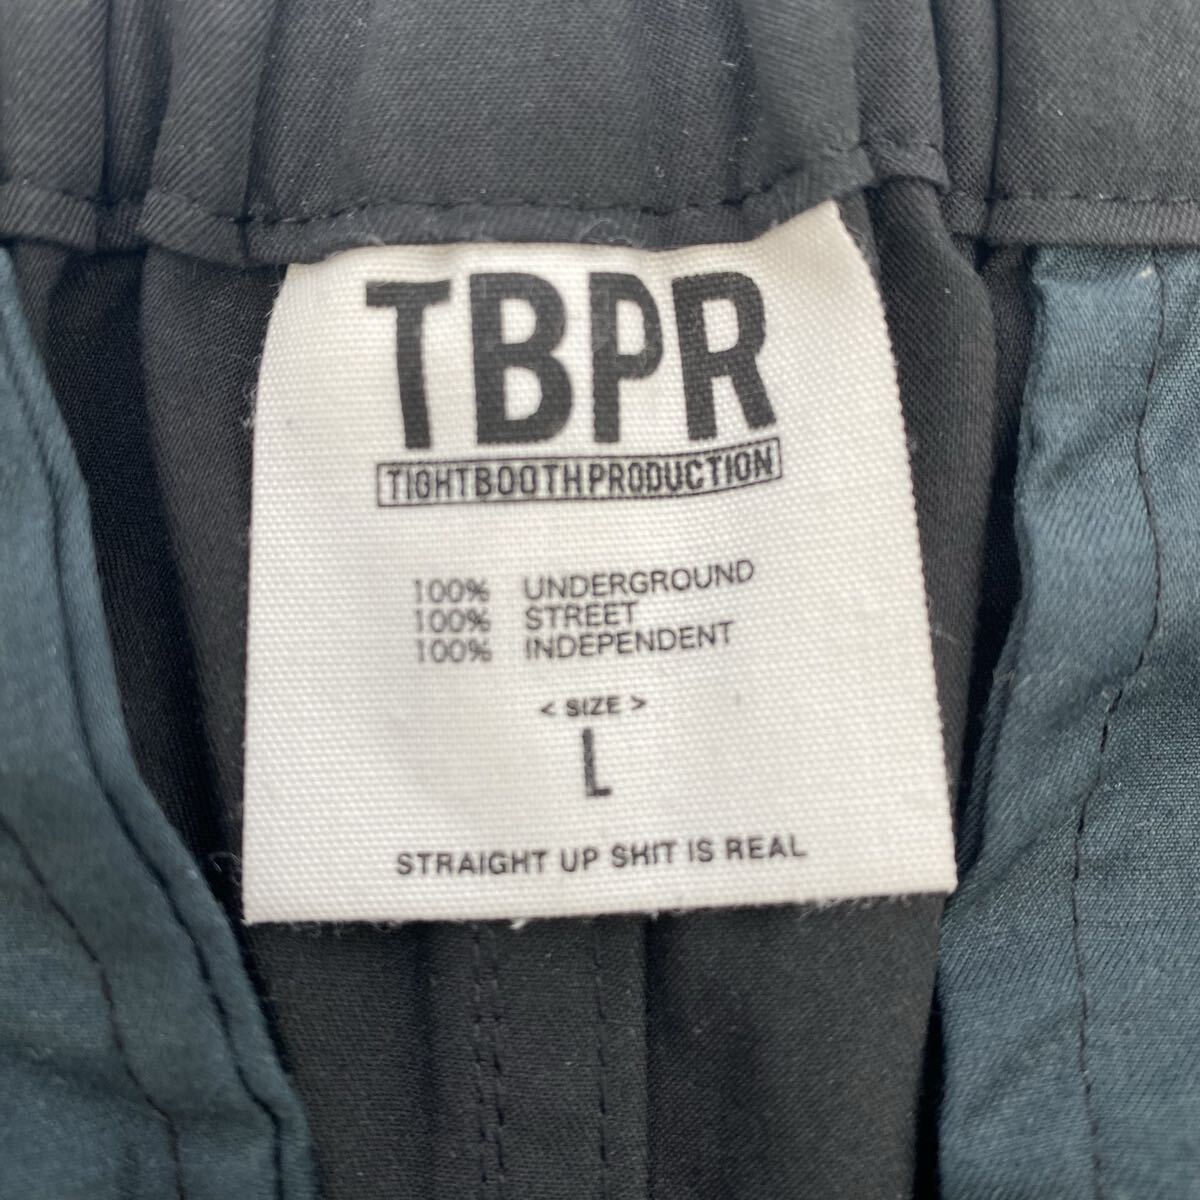 TBPR
TIGHTBOOTHPRODUCTION
100% UNDERGROUND
100% STREET
100% INDEPENDENT
< SIZE >
L
STRAIGHT UP SHIT IS REAL